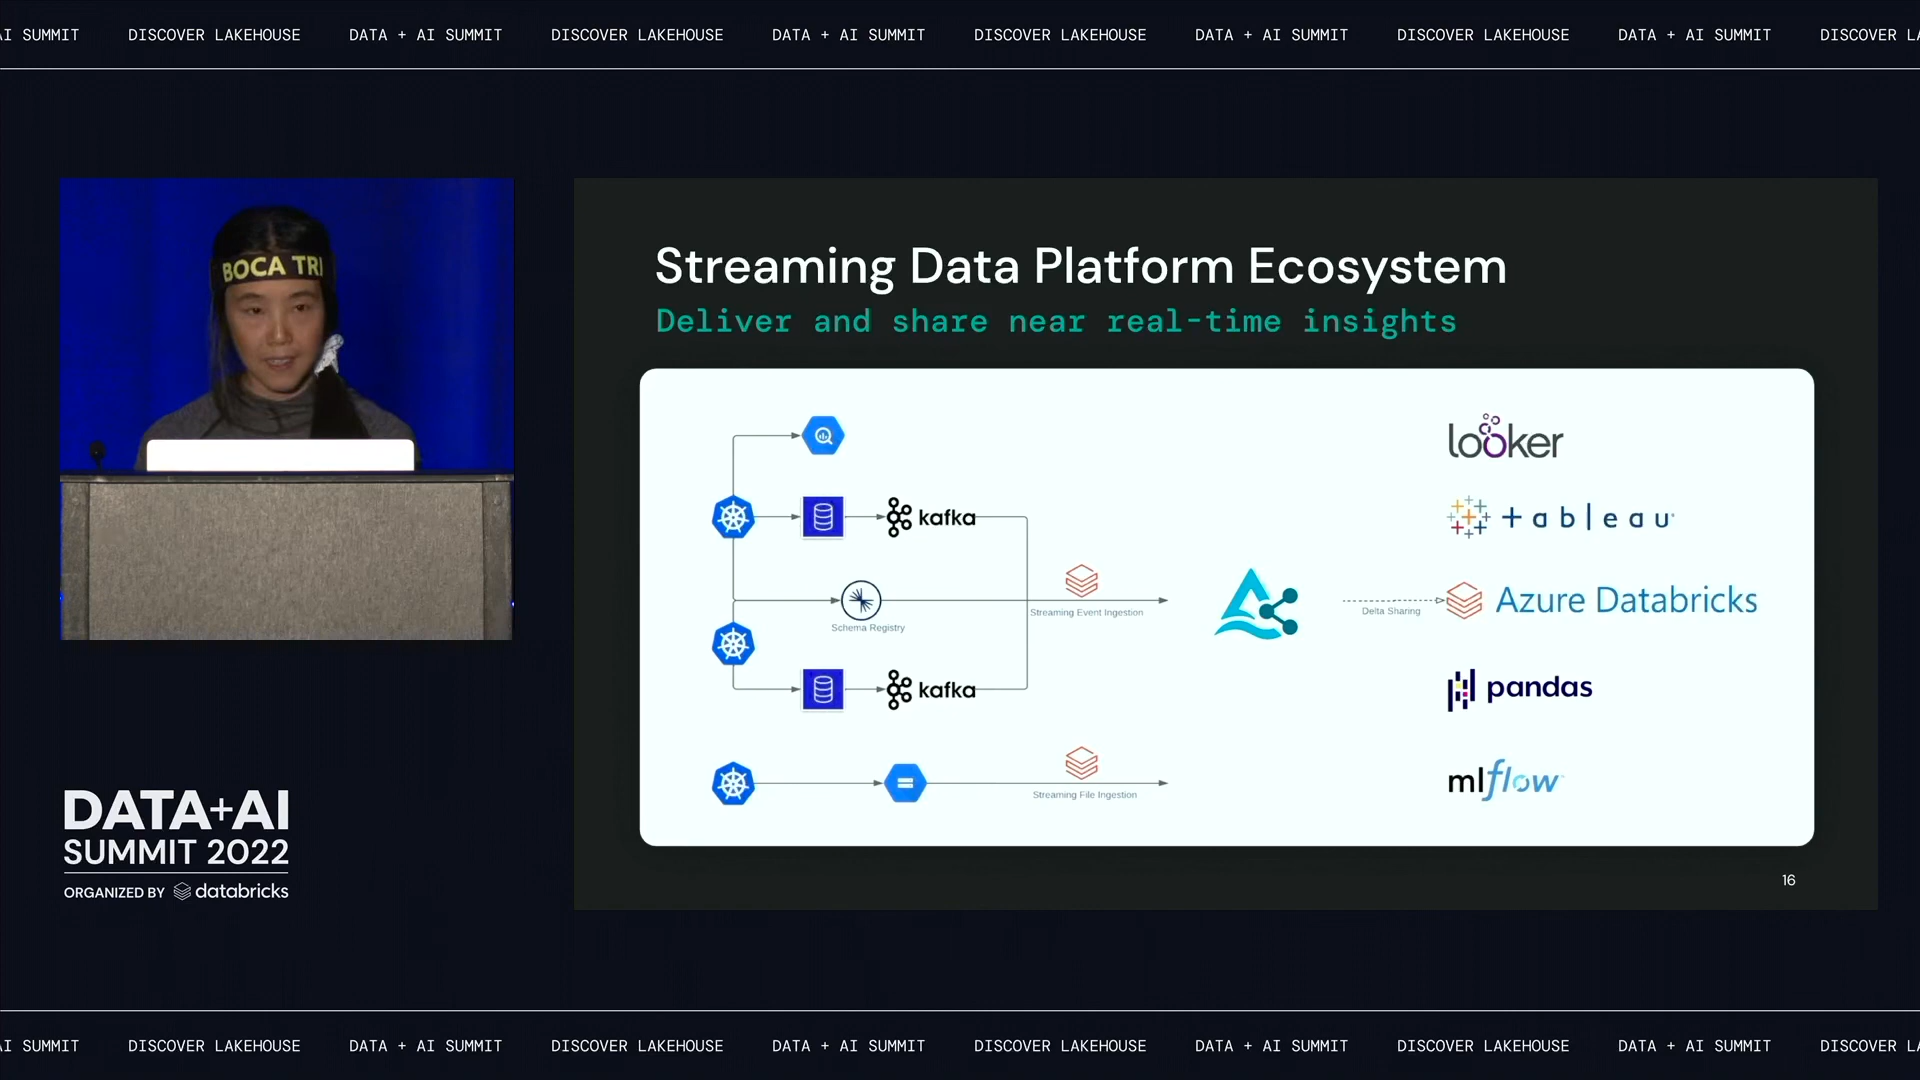 AI SUMMIT DISCOVER LAKEHOUSE DATA + AI SUMMIT DISCOVER LAKEHOUSE DATA + AI SUMMIT DISCOVER LAKEHOUSE DATA + AI SUMMIT DISCOVER LAKEHOUSE DATA + AI SUMMIT DISCOVER LA
BOCA TRI
Streaming Data Platform Ecosystem
Deliver and share near real-time insights
looker
kafka
tableau
Streaming Event Ingestion
Schema Registry
Delta Sharing
Azure Databricks
kafka
pandas
Streaming File Ingestion
mlflow
16
DATA+AI
SUMMIT 2022
ORGANIZED BY databricks
AI SUMMIT DISCOVER LAKEHOUSE DATA + AI SUMMIT DISCOVER LAKEHOUSE DATA + AI SUMMIT DISCOVER LAKEHOUSE DATA + AI SUMMIT DISCOVER LAKEHOUSE DATA + AI SUMMIT DISCOVER LA